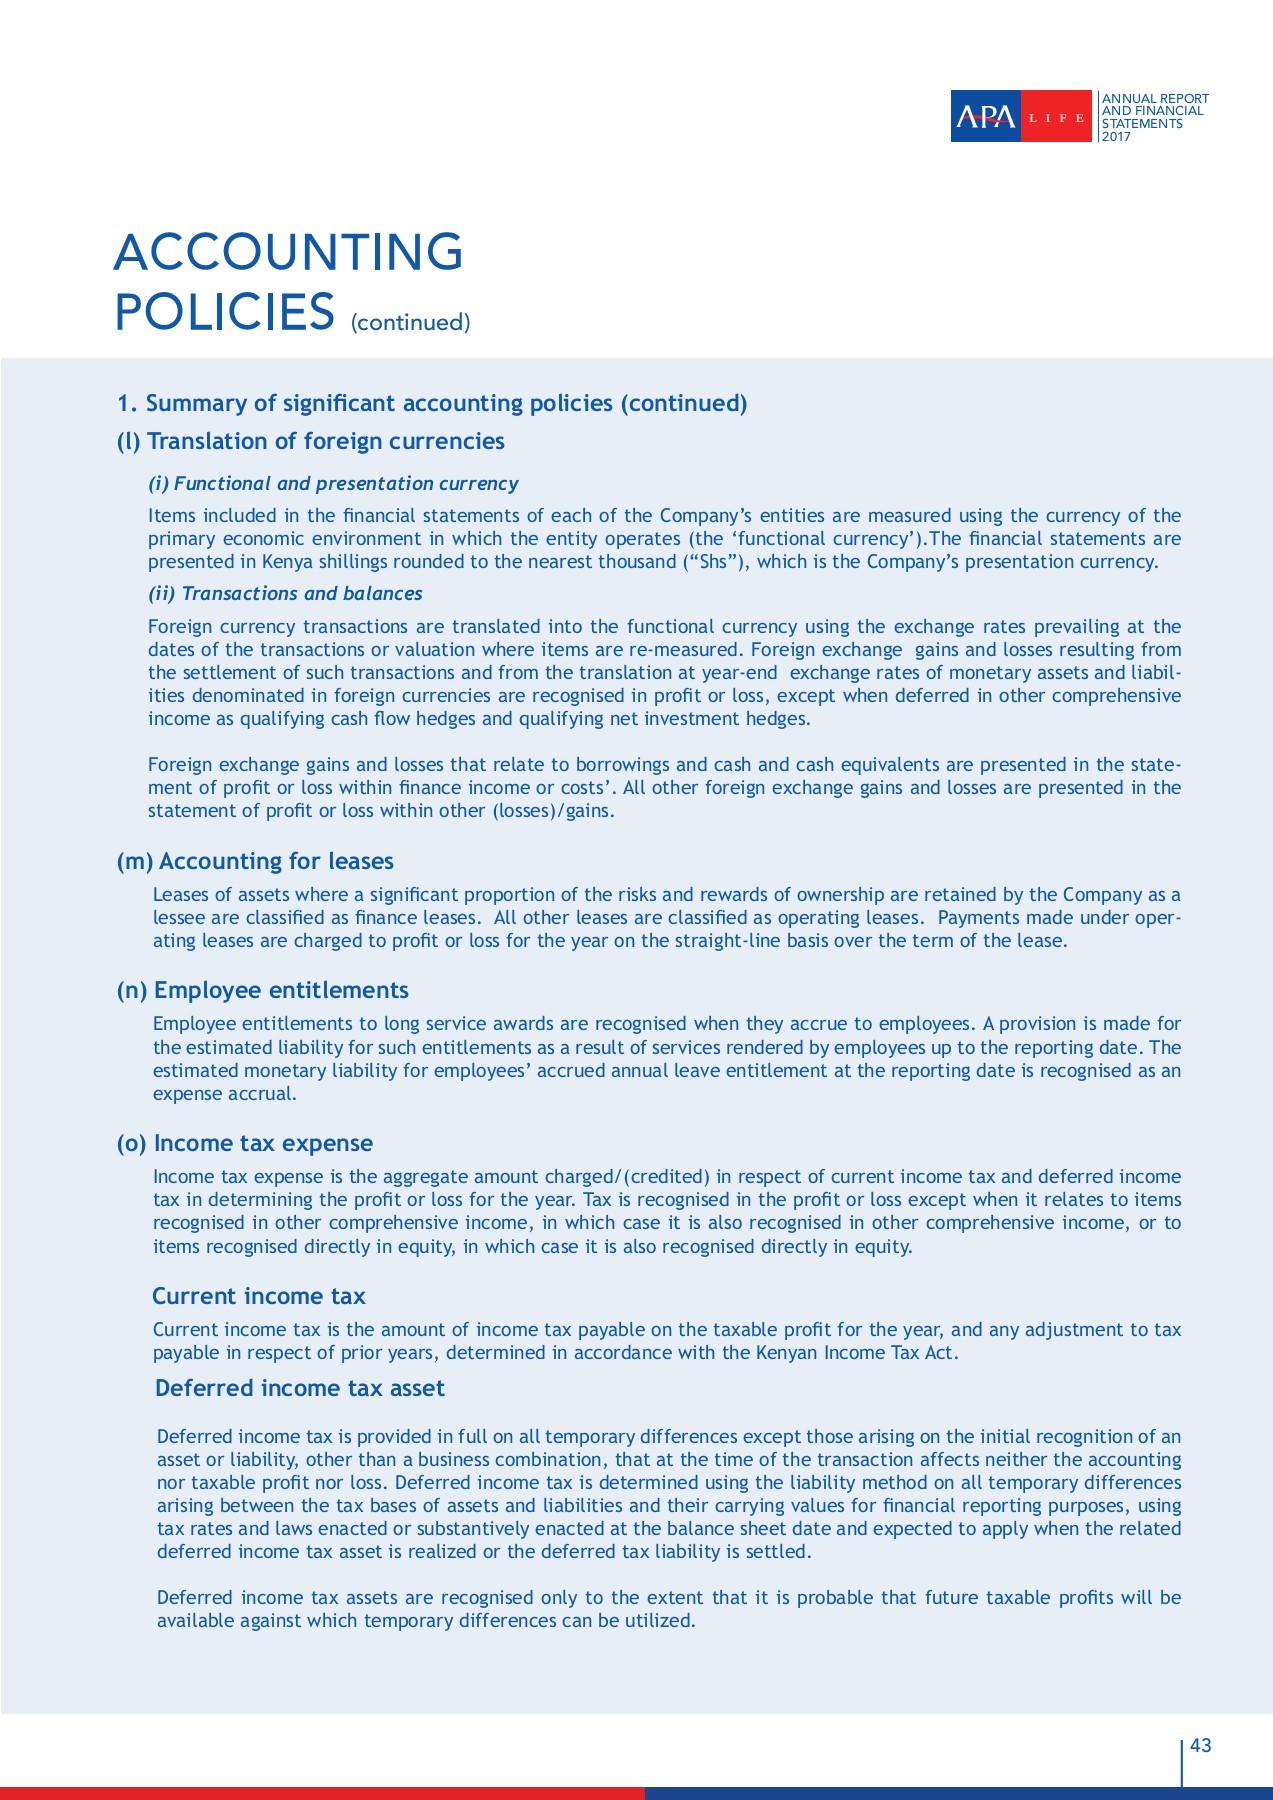 APA LIFE
ANNUAL REPORT
AND FINANCIAL
STATEMENTS
2017
ACCOUNTING
POLICIES (continued)
1. Summary of significant accounting policies (continued)
(l) Translation of foreign currencies
(i) Functional and presentation currency
Items included in the financial statements of each of the Company’s entities are measured using the currency of the
primary economic environment in which the entity operates (the ‘functional currency’).The financial statements are
presented in Kenya shillings rounded to the nearest thousand (“Shs”), which is the Company’s presentation currency.
(ii) Transactions and balances
Foreign currency transactions are translated into the functional currency using the exchange rates prevailing at the
dates of the transactions or valuation where items are re-measured. Foreign exchange  gains and losses resulting from
the settlement of such transactions and from the translation at year-end  exchange rates of monetary assets and liabil-
ities denominated in foreign currencies are recognised in profit or loss, except when deferred in other comprehensive
income as qualifying cash flow hedges and qualifying net investment hedges.
Foreign exchange gains and losses that relate to borrowings and cash and cash equivalents are presented in the state-
ment of profit or loss within finance income or costs’. All other foreign exchange gains and losses are presented in the
statement of profit or loss within other (losses)/gains.
(m) Accounting for leases
Leases of assets where a significant proportion of the risks and rewards of ownership are retained by the Company as a
lessee are classified as finance leases.  All other leases are classified as operating leases.  Payments made under oper-
ating leases are charged to profit or loss for the year on the straight-line basis over the term of the lease.
(n) Employee entitlements
Employee entitlements to long service awards are recognised when they accrue to employees. A provision is made for
the estimated liability for such entitlements as a result of services rendered by employees up to the reporting date. The
estimated monetary liability for employees’ accrued annual leave entitlement at the reporting date is recognised as an
expense accrual.
(o) Income tax expense
Income tax expense is the aggregate amount charged/(credited) in respect of current income tax and deferred income
tax in determining the profit or loss for the year. Tax is recognised in the profit or loss except when it relates to items
recognised in other comprehensive income, in which case it is also recognised in other comprehensive income, or to
items recognised directly in equity, in which case it is also recognised directly in equity.
Current income tax
Current income tax is the amount of income tax payable on the taxable profit for the year, and any adjustment to tax
payable in respect of prior years, determined in accordance with the Kenyan Income Tax Act.
Deferred income tax asset
Deferred income tax is provided in full on all temporary differences except those arising on the initial recognition of an
asset or liability, other than a business combination, that at the time of the transaction affects neither the accounting
nor taxable profit nor loss. Deferred income tax is determined using the liability method on all temporary differences
arising between the tax bases of assets and liabilities and their carrying values for financial reporting purposes, using
tax rates and laws enacted or substantively enacted at the balance sheet date and expected to apply when the related
deferred income tax asset is realized or the deferred tax liability is settled.
Deferred income tax assets are recognised only to the extent that it is probable that future taxable profits will be
available against which temporary differences can be utilized.
43